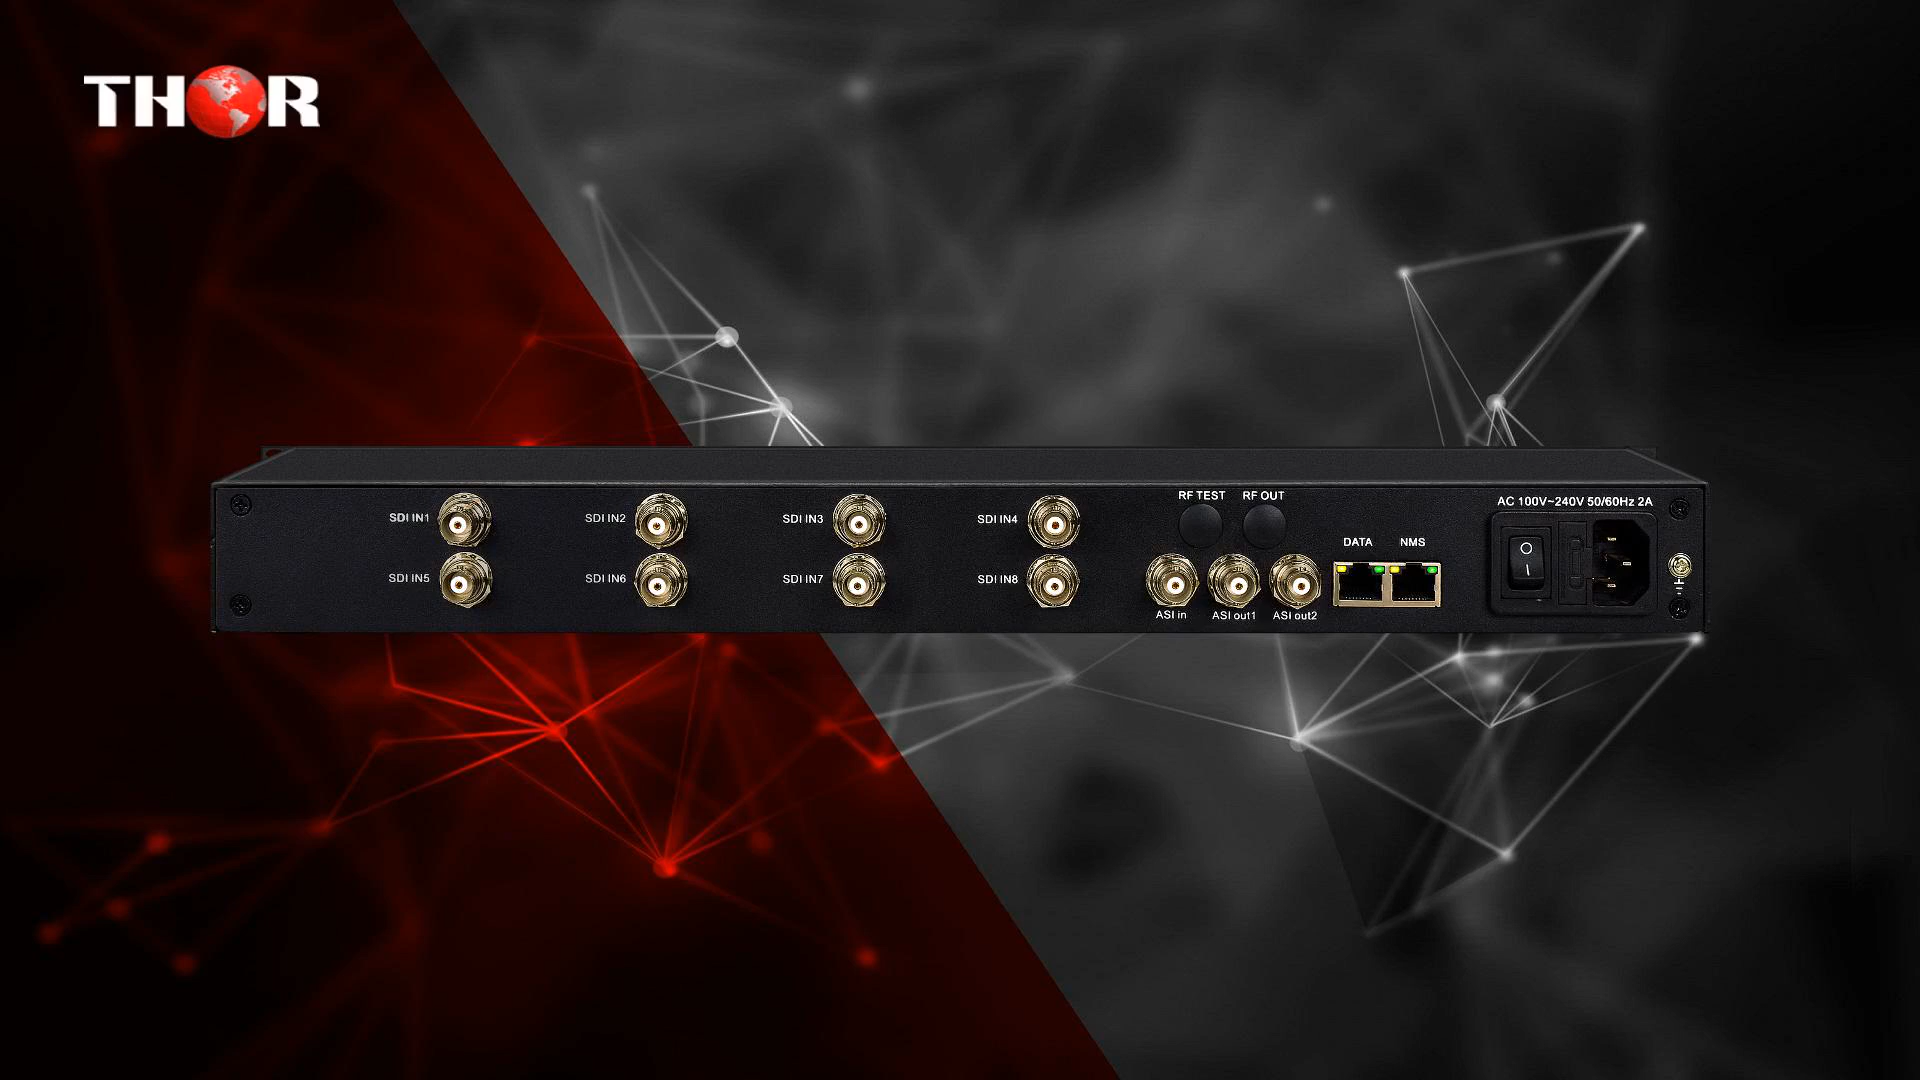 THOR
SDI IN1
SDI IN2
SDI IN3
SDI IN4
SDI IN5
SDI IN6
SDI IN7
SDI IN8
RF TEST
RF OUT
ASI in
ASI out1
ASI out2
DATA
NMS
AC 100V~240V 50/60Hz 2A